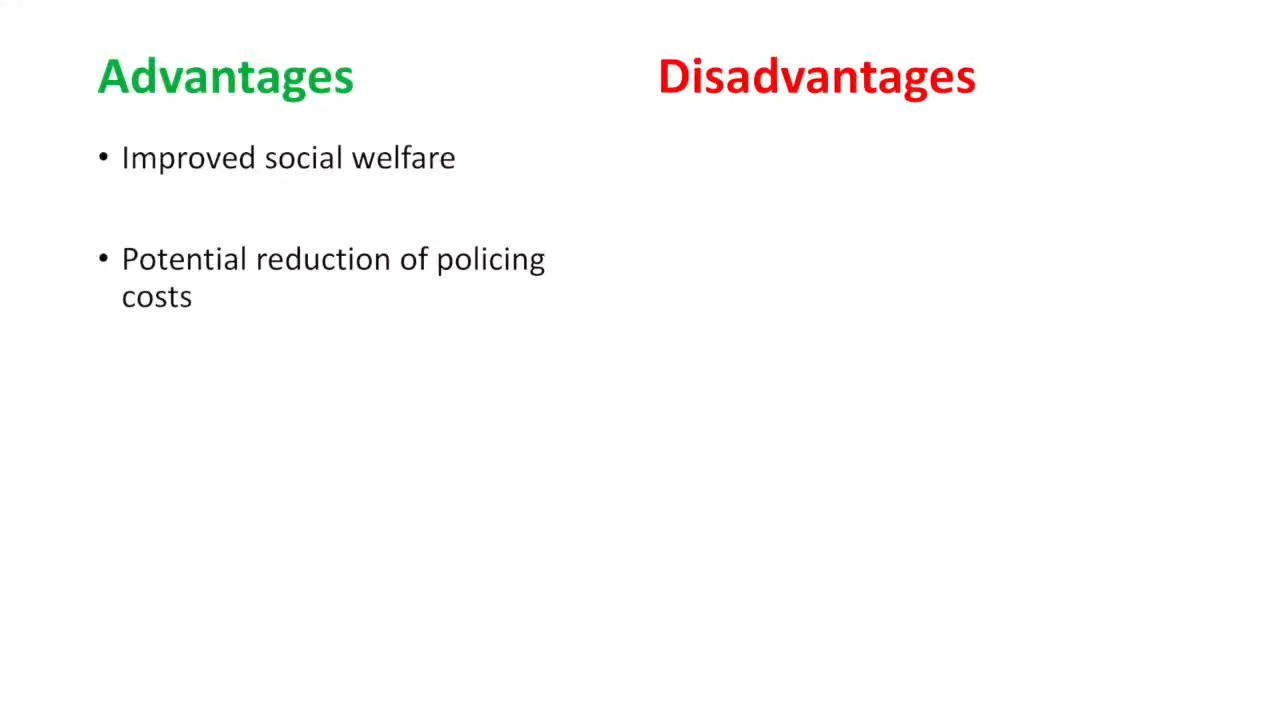 Advantages
• Improved social welfare
• Potential reduction of policing
costs
Disadvantages